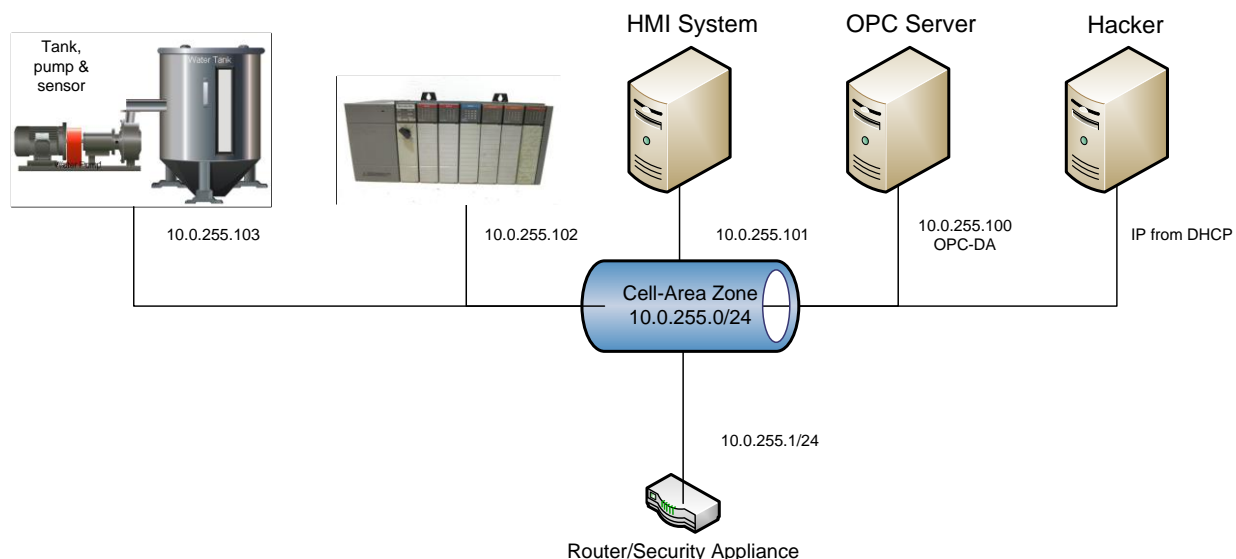 HMI System
OPC Server
Hacker
Tank,
pump &
sensor
Water Tank
Water Pump
10.0.255.103
10.0.255.102
10.0.255.101
10.0.255.100
OPC-DA
IP from DHCP
Cell-Area Zone
10.0.255.0/24
10.0.255.1/24
Router/Security Appliance